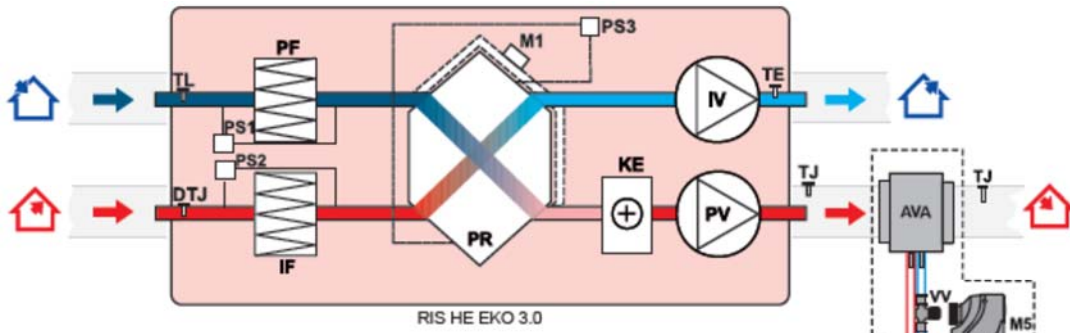 PS3
M1
PF
TL
TE
IV
PS1
PS2
KE
TJ
TJ
DTJ
AVA
PV
PR
IF
VV
M5
RIS HE EKO 3.0